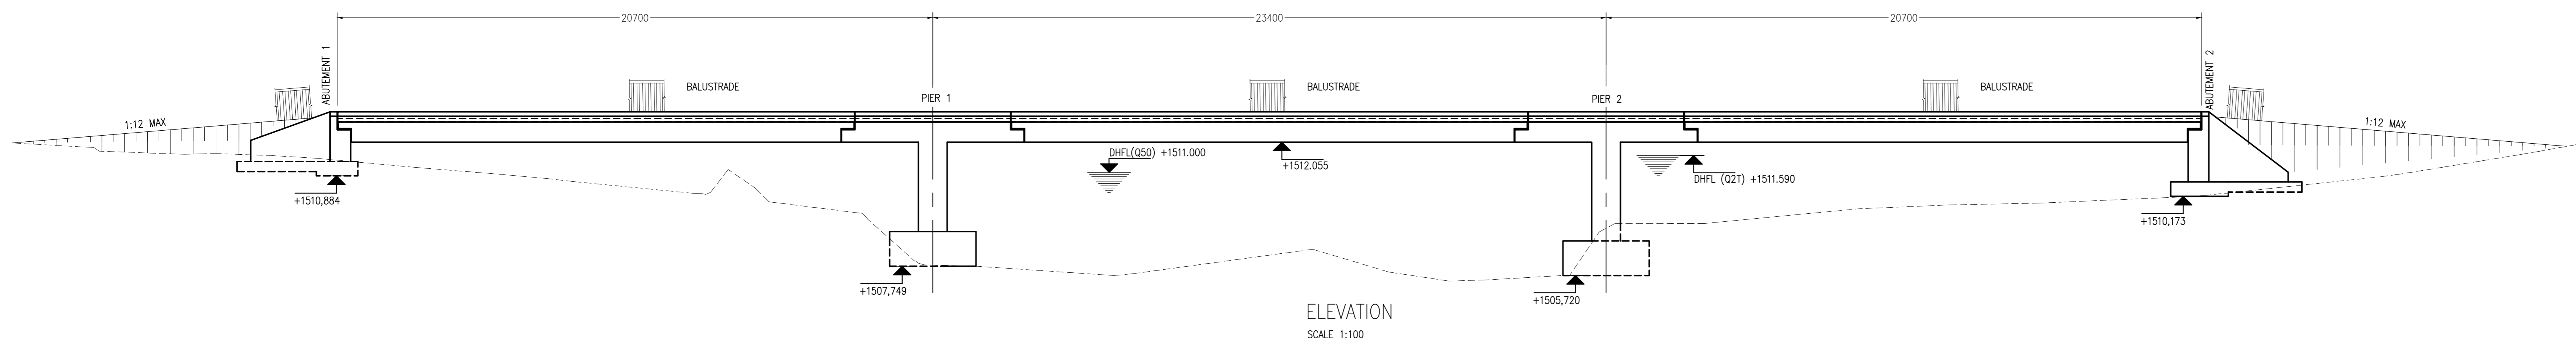 20700
23400
20700
ABUTEMENT 1
BALUSTRADE
PIER 1
BALUSTRADE
PIER 2
BALUSTRADE
ABUTEMENT 2
1:12 MAX
1:12 MAX
DHFL(Q50) +1511.000
+1512.055
DHFL (Q2T) +1511.590
+1510,884
+1510,173
+1507,749
+1505,720
ELEVATION
SCALE 1:100